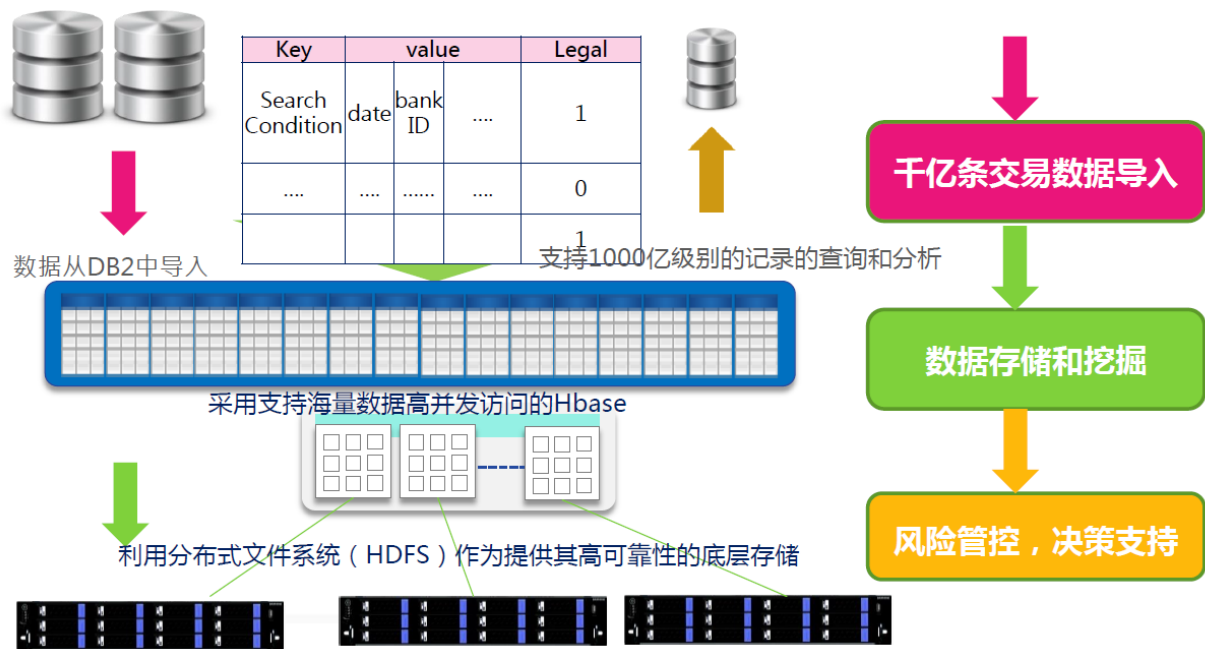 Key value Legal
Search Condition date bank ID .... 1
.... .... ...... .... 0
1
数据从DB2中导入
支持1000亿级别的记录的查询和分析
采用支持海量数据高并发访问的Hbase
利用分布式文件系统（HDFS）作为提供其高可靠性的底层存储
千亿条交易数据导入
数据存储和挖掘
风险管控，决策支持